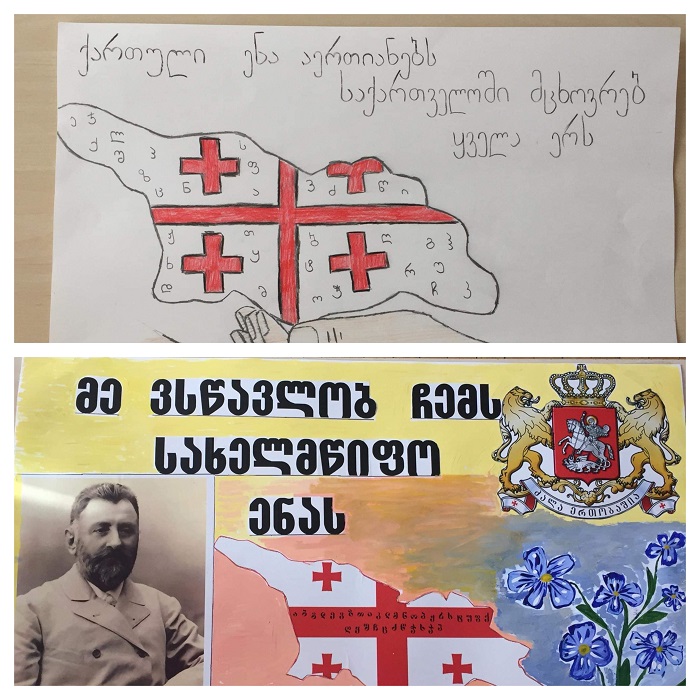 ქართული ენა აერთიანებს
საქართველოში მცხოვრებ
ყველა ერს
მე ვსწავლობ ჩემს
სახელმწიფო
ენას
ძალა ერთობაშია